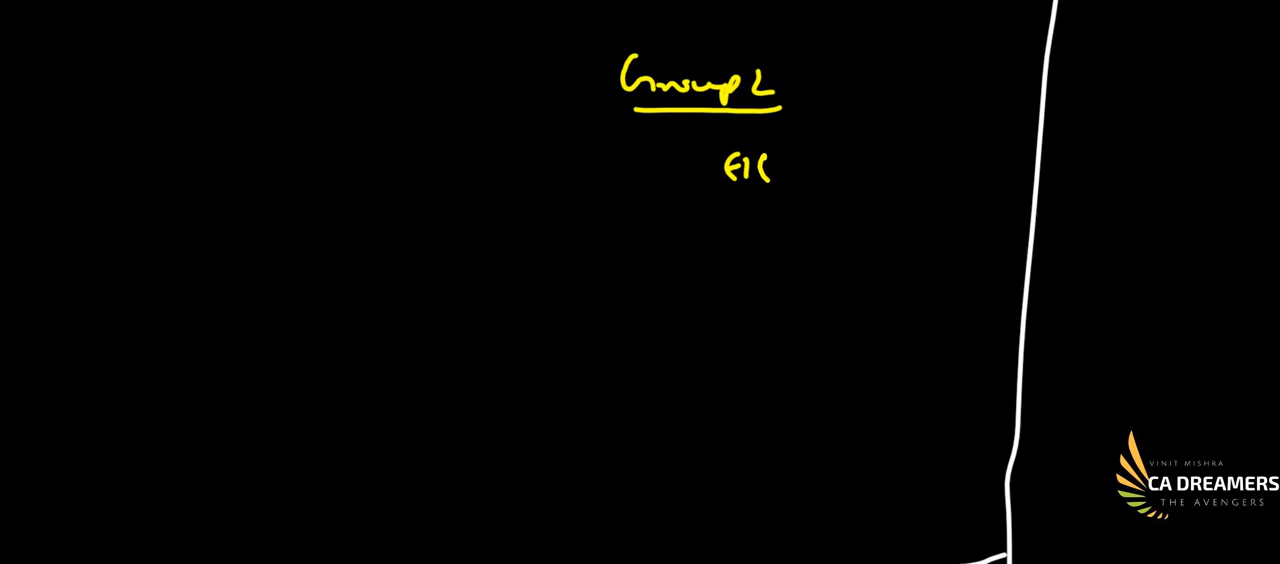 Group 2
EIC
VINIT MISHRA
CA DREAMERS
THE AVENGERS